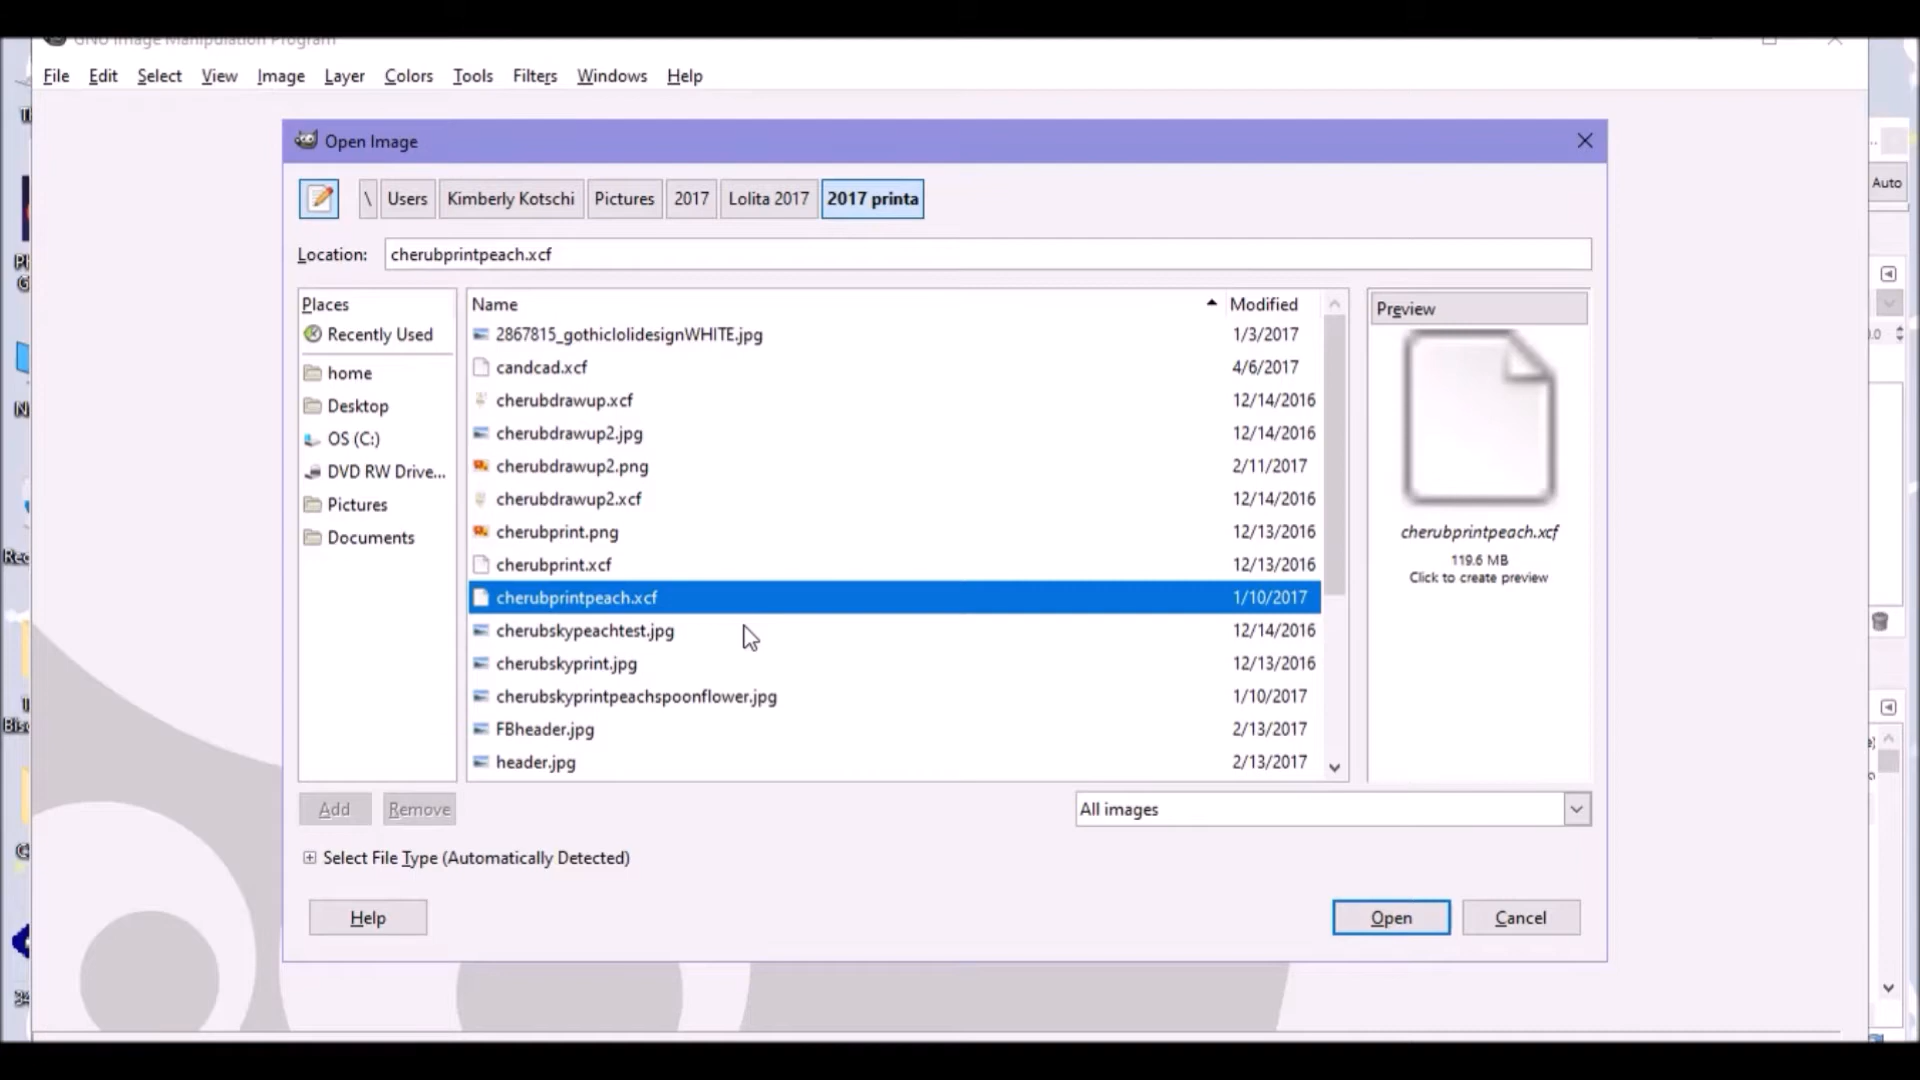 GNU Image Manipulation Program
File Edit Select View Image Layer Colors Tools Filters Windows Help
Open Image
\ Users Kimberly Kotschi Pictures 2017 Lolita 2017 2017 printa
Auto
Location: cherubprintpeach.xcf
Places
Recently Used
home
Desktop
OS (C:)
DVD RW Drive...
Pictures
Documents
Name Modified
2867815_gothiclolidesignWHITE.jpg 1/3/2017
candcad.xcf 4/6/2017
cherubdrawup.xcf 12/14/2016
cherubdrawup2.jpg 12/14/2016
cherubdrawup2.png 2/11/2017
cherubdrawup2.xcf 12/14/2016
cherubprint.png 12/13/2016
cherubprint.xcf 12/13/2016
cherubprintpeach.xcf 1/10/2017
cherubskypeachtest.jpg 12/14/2016
cherubskyprint.jpg 12/13/2016
cherubskyprintpeachspoonflower.jpg 1/10/2017
FBheader.jpg 2/13/2017
header.jpg 2/13/2017
Preview
cherubprintpeach.xcf
119.6 MB
Click to create preview
Add Remove
All images
Select File Type (Automatically Detected)
Help Open Cancel